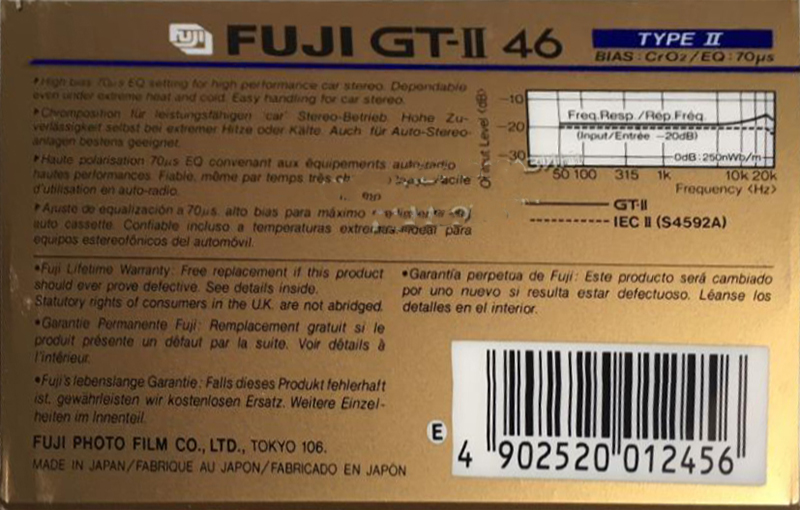 FUJI FUJI GT-II 46
TYPE II
BIAS: CrO2/EQ: 70µs
• High bias 70µs EQ setting for high performance car stereo. Dependable
even under extreme heat and cold. Easy handling for car stereo.
• Chromposition für leistungsfähigen 'car' Stereo-Betrieb. Hohe Zu-
verlässigkeit selbst bei extremer Hitze oder Kälte. Auch für Auto-Stereo-
anlagen bestens geeignet.
• Haute polarisation 70µs EQ convenant aux équipements auto-radio
hautes performances. Fiable, même par temps très facile
d'utilisation en auto-radio.
• Ajuste de equalización a 70µs. alto bias para máximo
auto cassette. Confiable incluso a temperaturas extremas ideal para
equipos estereofónicos del automóvil.
Output Level (dB)
-10
-20
-30
Freq.Resp./Rép.Fréq.
(Input/Entrée -20dB)
0dB:250nWb/m
50 100 315 1k 10k 20k
Frequency (Hz)
GT-II
IEC II (S4592A)
•Fuji Lifetime Warranty: Free replacement if this product
should ever prove defective. See details inside.
Statutory rights of consumers in the U.K. are not abridged.
•Garantie Permanente Fuji: Remplacement gratuit si le
produit présente un défaut par la suite. Voir détails à
l'intérieur.
•Fuji's lebenslange Garantie: Falls dieses Produkt fehlerhaft
ist, gewährleisten wir kostenlosen Ersatz. Weitere Einzel-
heiten im Innenteil.
•Garantía perpetua de Fuji: Este producto será cambiado
por uno nuevo si resulta estar defectuoso. Léanse los
detalles en el interior.
FUJI PHOTO FILM CO., LTD., TOKYO 106.
MADE IN JAPAN/FABRIQUE AU JAPON/FABRICADO EN JAPÓN
E
4 902520 012456